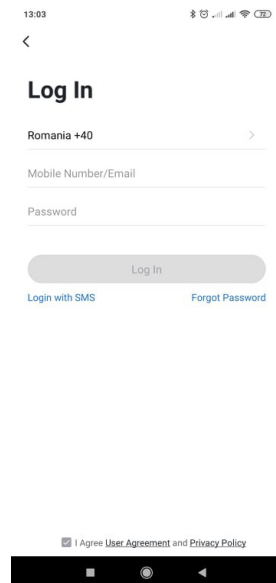 13:03
72
Log In
Romania +40
Mobile Number/Email
Password
Log In
Login with SMS Forgot Password
I Agree User Agreement and Privacy Policy